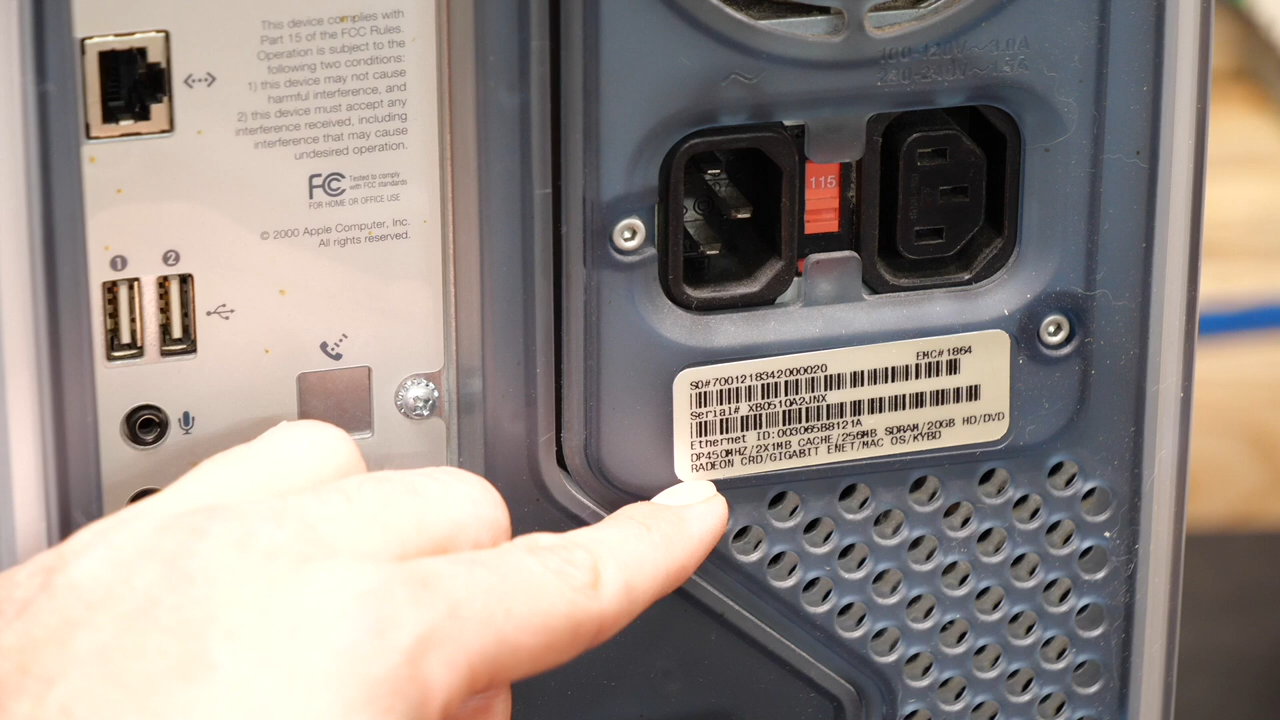 This device complies with
Part 15 of the FCC Rules.
Operation is subject to the
following two conditions:
1) this device may not cause
harmful interference, and
2) this device must accept any
interference received, including
interference that may cause
undesired operation.
FC Tested to comply
with FCC standards
FOR HOME OR OFFICE USE
© 2000 Apple Computer, Inc.
All rights reserved.
1 2
100-120V~3.0A
230-240V~1.5A
115
EMC#1864
SO#7001218342000020
Serial# XB0510A2JNX
Ethernet ID:003065B8121A
DP450MHZ/2X1MB CACHE/256MB SDRAM/20GB HD/DVD
RADEON CRD/GIGABIT ENET/MAC OS/KYBD